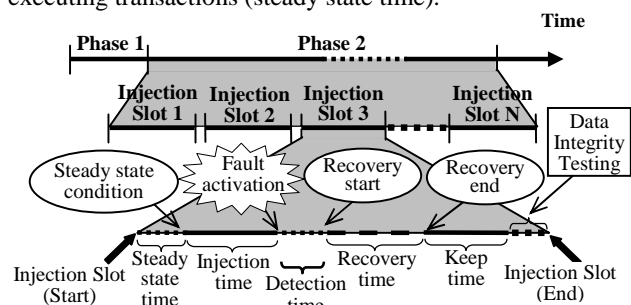 executing transactions (steady state time).
Time
Phase 1
Phase 2
Injection
Slot 1
Injection
Slot 2
Injection
Slot 3
Injection
Slot N
Data
Integrity
Testing
Steady state
condition
Fault
activation
Recovery
start
Recovery
end
Injection Slot
(Start)
Steady
state
time
Injection
time
Detection
time
Recovery
time
Keep
time
Injection Slot
(End)